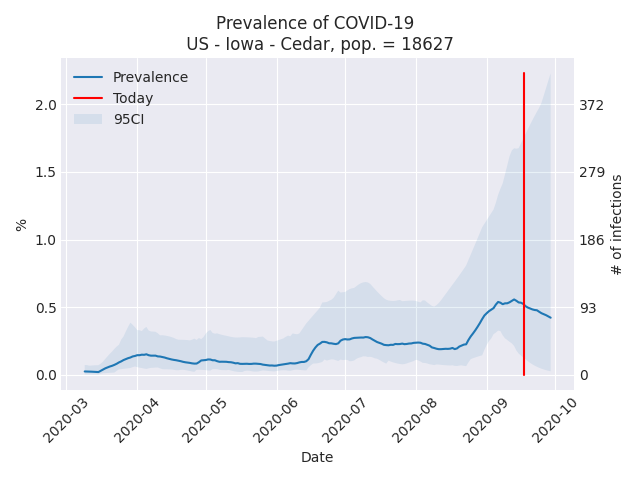 Prevalence of COVID-19
US - Iowa - Cedar, pop. = 18627
Prevalence
Today
95CI
2.0
1.5
1.0
0.5
0.0
%
372
279
186
93
0
# of infections
2020-03
2020-04
2020-05
2020-06
2020-07
2020-08
2020-09
2020-10
Date